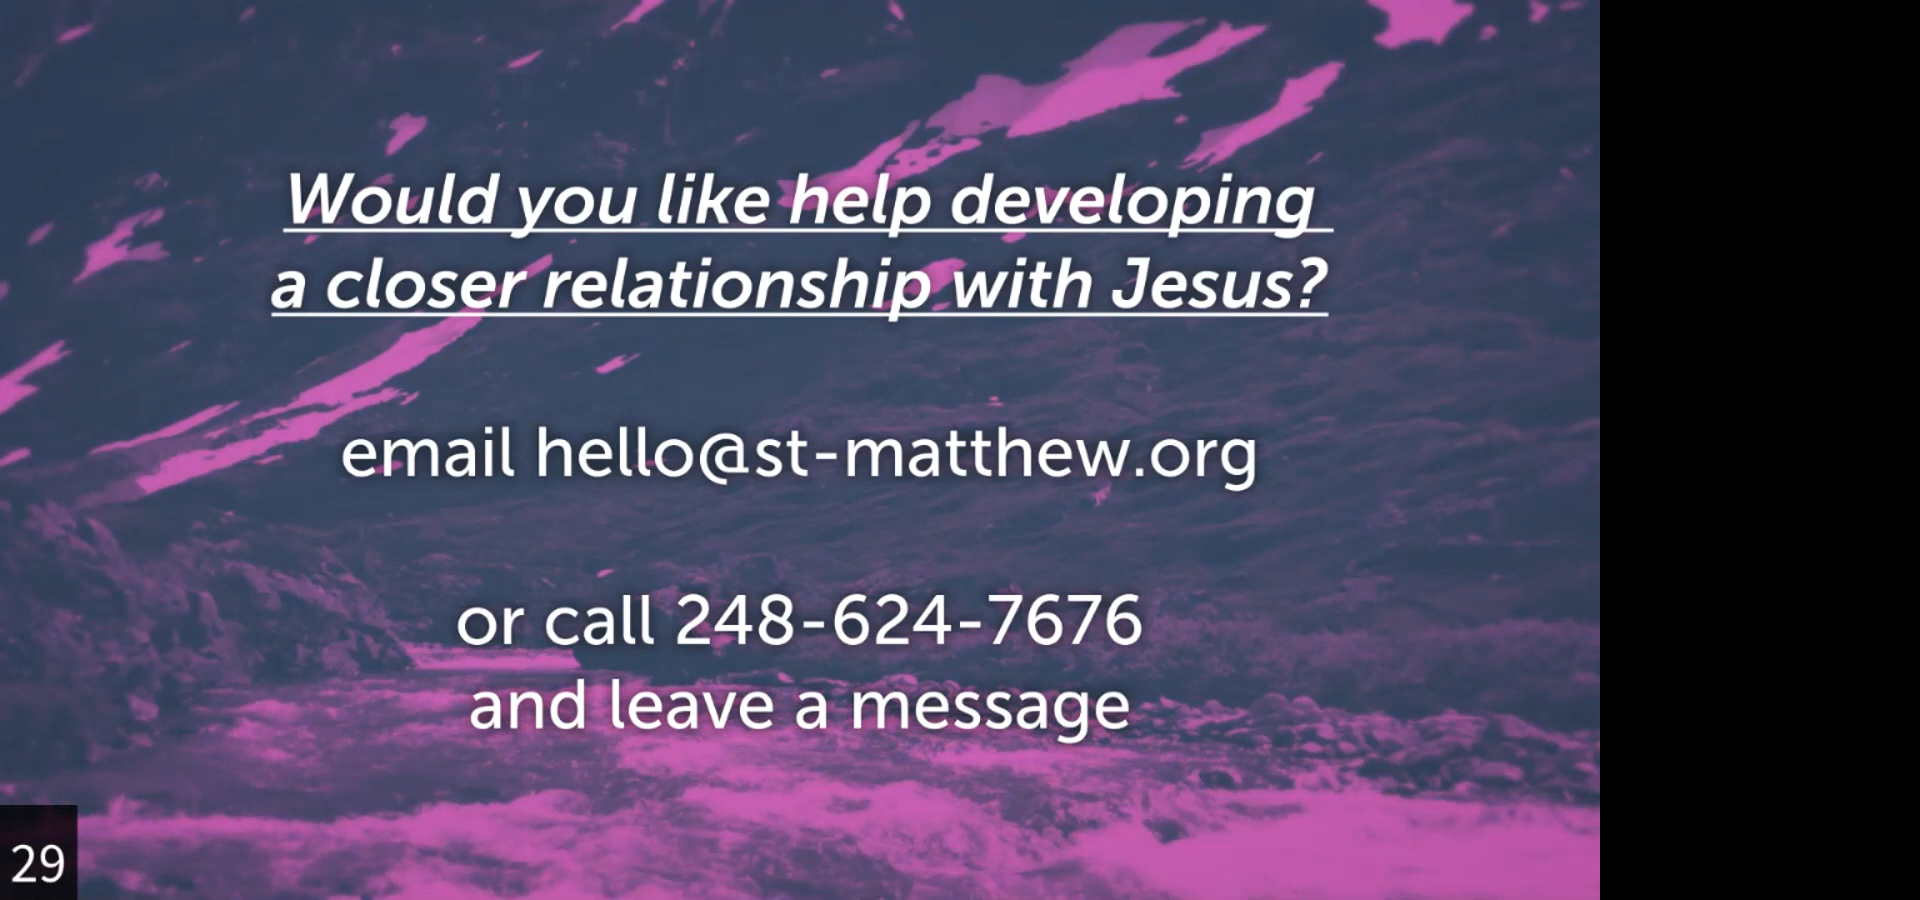 Would you like help developing
a closer relationship with Jesus?
email hello@st-matthew.org
or call 248-624-7676
and leave a message
29